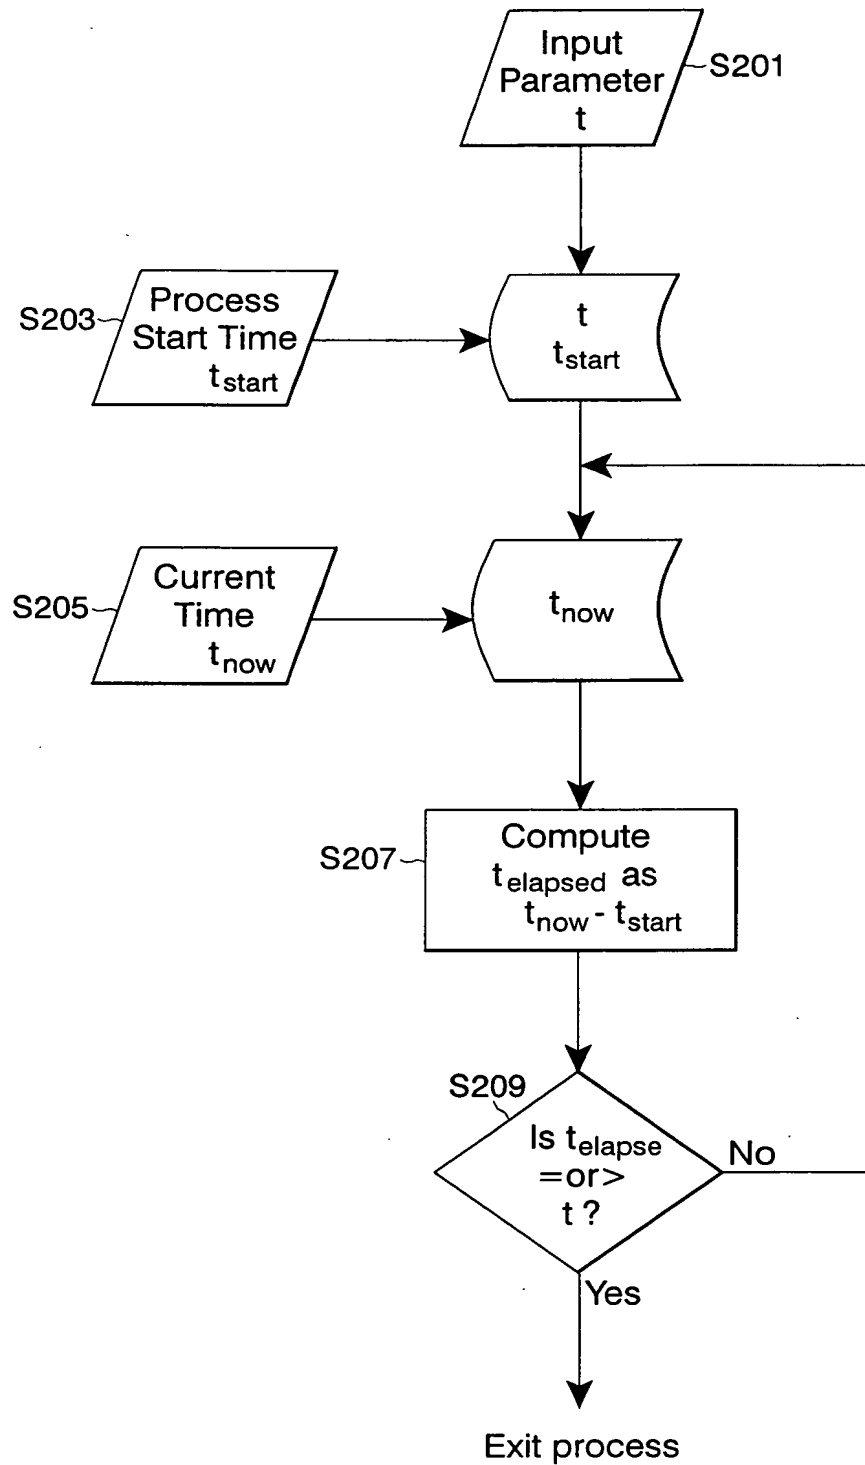 Input
Parameter
t
S201
S203
Process
Start Time
tstart
t
tstart
S205
Current
Time
tnow
tnow
S207
Compute
telapsed as
tnow - tstart
S209
Is telapse
=or>
t ?
No
Yes
Exit process